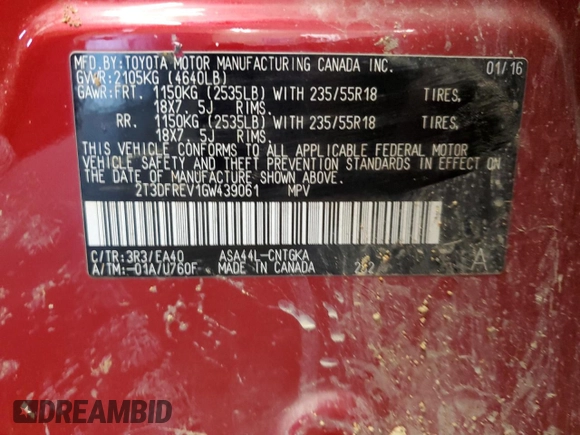 MFD.BY:TOYOTA MOTOR MANUFACTURING CANADA INC.
01/16
GVWR:2105KG (4640LB)
GAWR:FRT. 1150KG (2535LB) WITH 235/55R18 TIRES,
18X7. 5J RIMS.
RR. 1150KG (2535LB) WITH 235/55R18 TIRES,
18X7. 5J RIMS.
THIS VEHICLE CONFORMS TO ALL APPLICABLE FEDERAL MOTOR
VEHICLE SAFETY AND THEFT PREVENTION STANDARDS IN EFFECT ON
THE DATE OF MANUFACTURE SHOWN ABOVE.
2T3DFREV1GW439061 MPV
C/TR:3R3/EA40 ASA44L-CNTGKA
A/TM:-01A/U760F MADE IN CANADA
A
DREAMBID